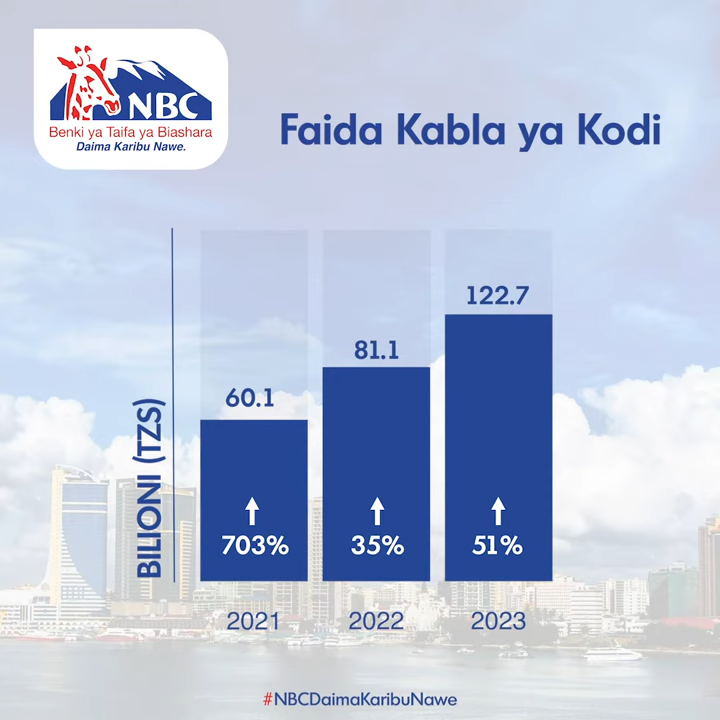 NBC
Benki ya Taifa ya Biashara
Daima Karibu Nawe.
Faida Kabla ya Kodi
BILIONI (TZS)
60.1
81.1
122.7
703%
35%
51%
2021
2022
2023
#NBCDaimaKaribuNawe